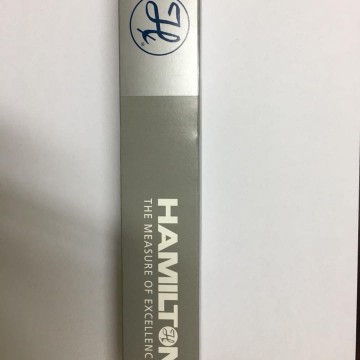 H
®
HAMILTON
THE MEASURE OF EXCELLENC